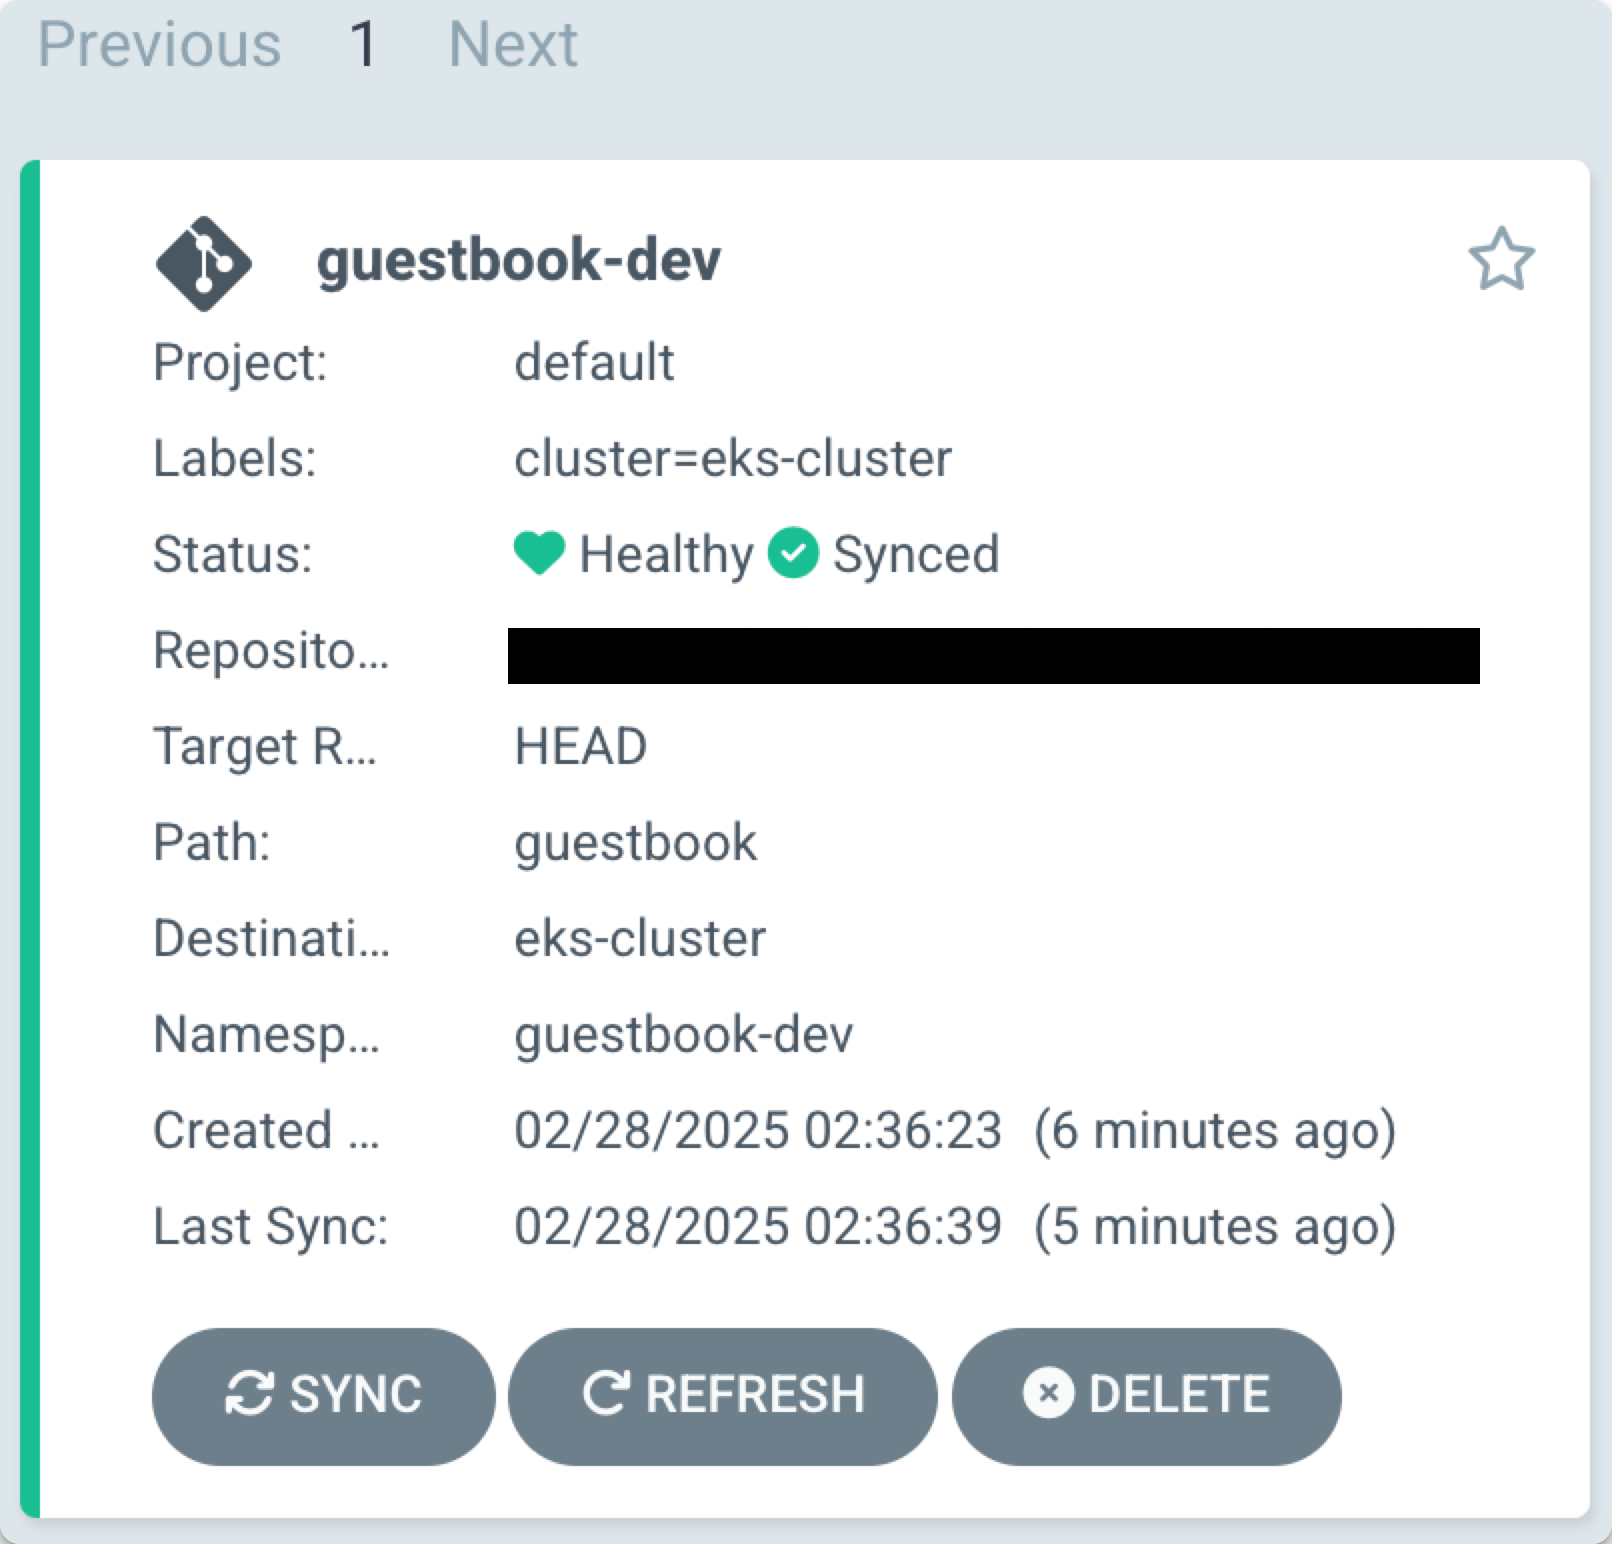 Previous 1 Next
guestbook-dev
Project: default
Labels: cluster=eks-cluster
Status: Healthy Synced
Reposito...
Target R... HEAD
Path: guestbook
Destinati... eks-cluster
Namesp... guestbook-dev
Created ... 02/28/2025 02:36:23 (6 minutes ago)
Last Sync: 02/28/2025 02:36:39 (5 minutes ago)
SYNC REFRESH DELETE